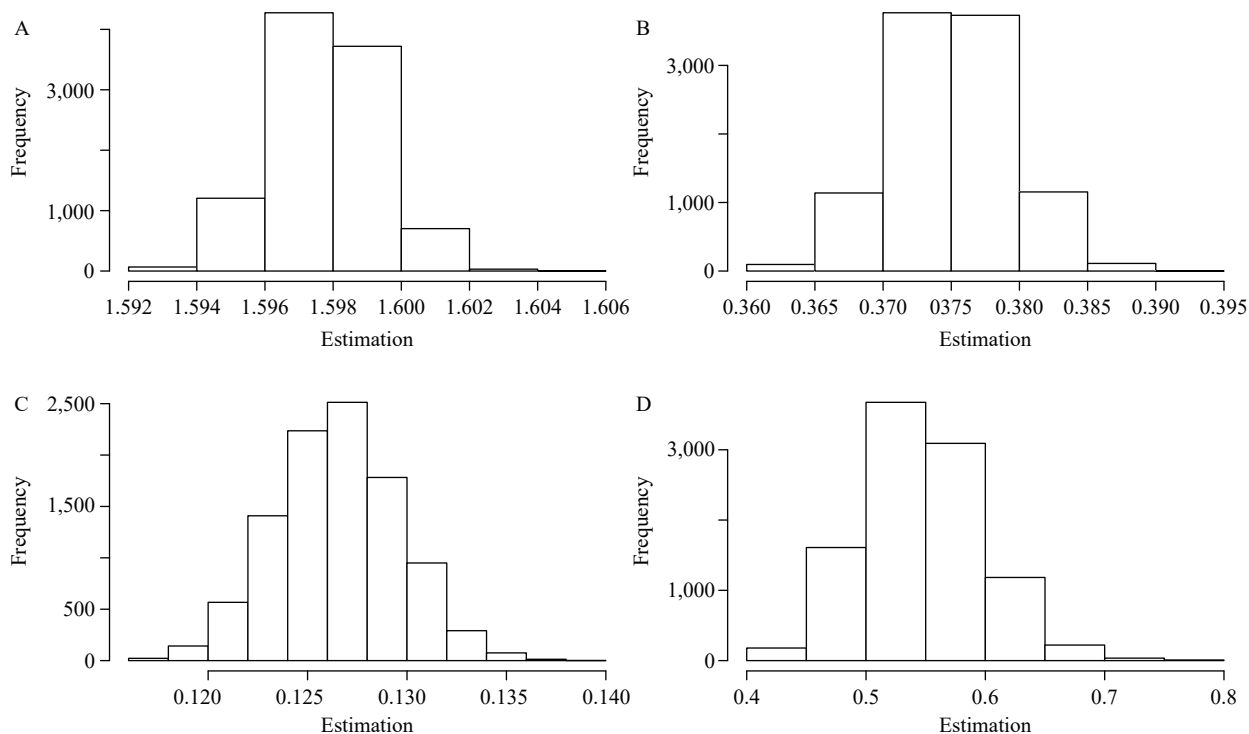 A
Frequency
3,000
1,000
0
1.592 1.594 1.596 1.598 1.600 1.602 1.604 1.606
Estimation
B
Frequency
3,000
1,000
0
0.360 0.365 0.370 0.375 0.380 0.385 0.390 0.395
Estimation
C
Frequency
2,500
1,500
500
0
0.120 0.125 0.130 0.135 0.140
Estimation
D
Frequency
3,000
1,000
0
0.4 0.5 0.6 0.7 0.8
Estimation